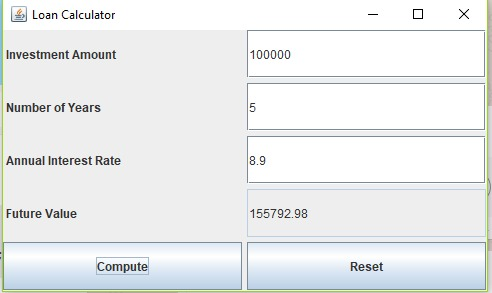 Loan Calculator
Investment Amount 100000
Number of Years 5
Annual Interest Rate 8.9
Future Value 155792.98
Compute Reset